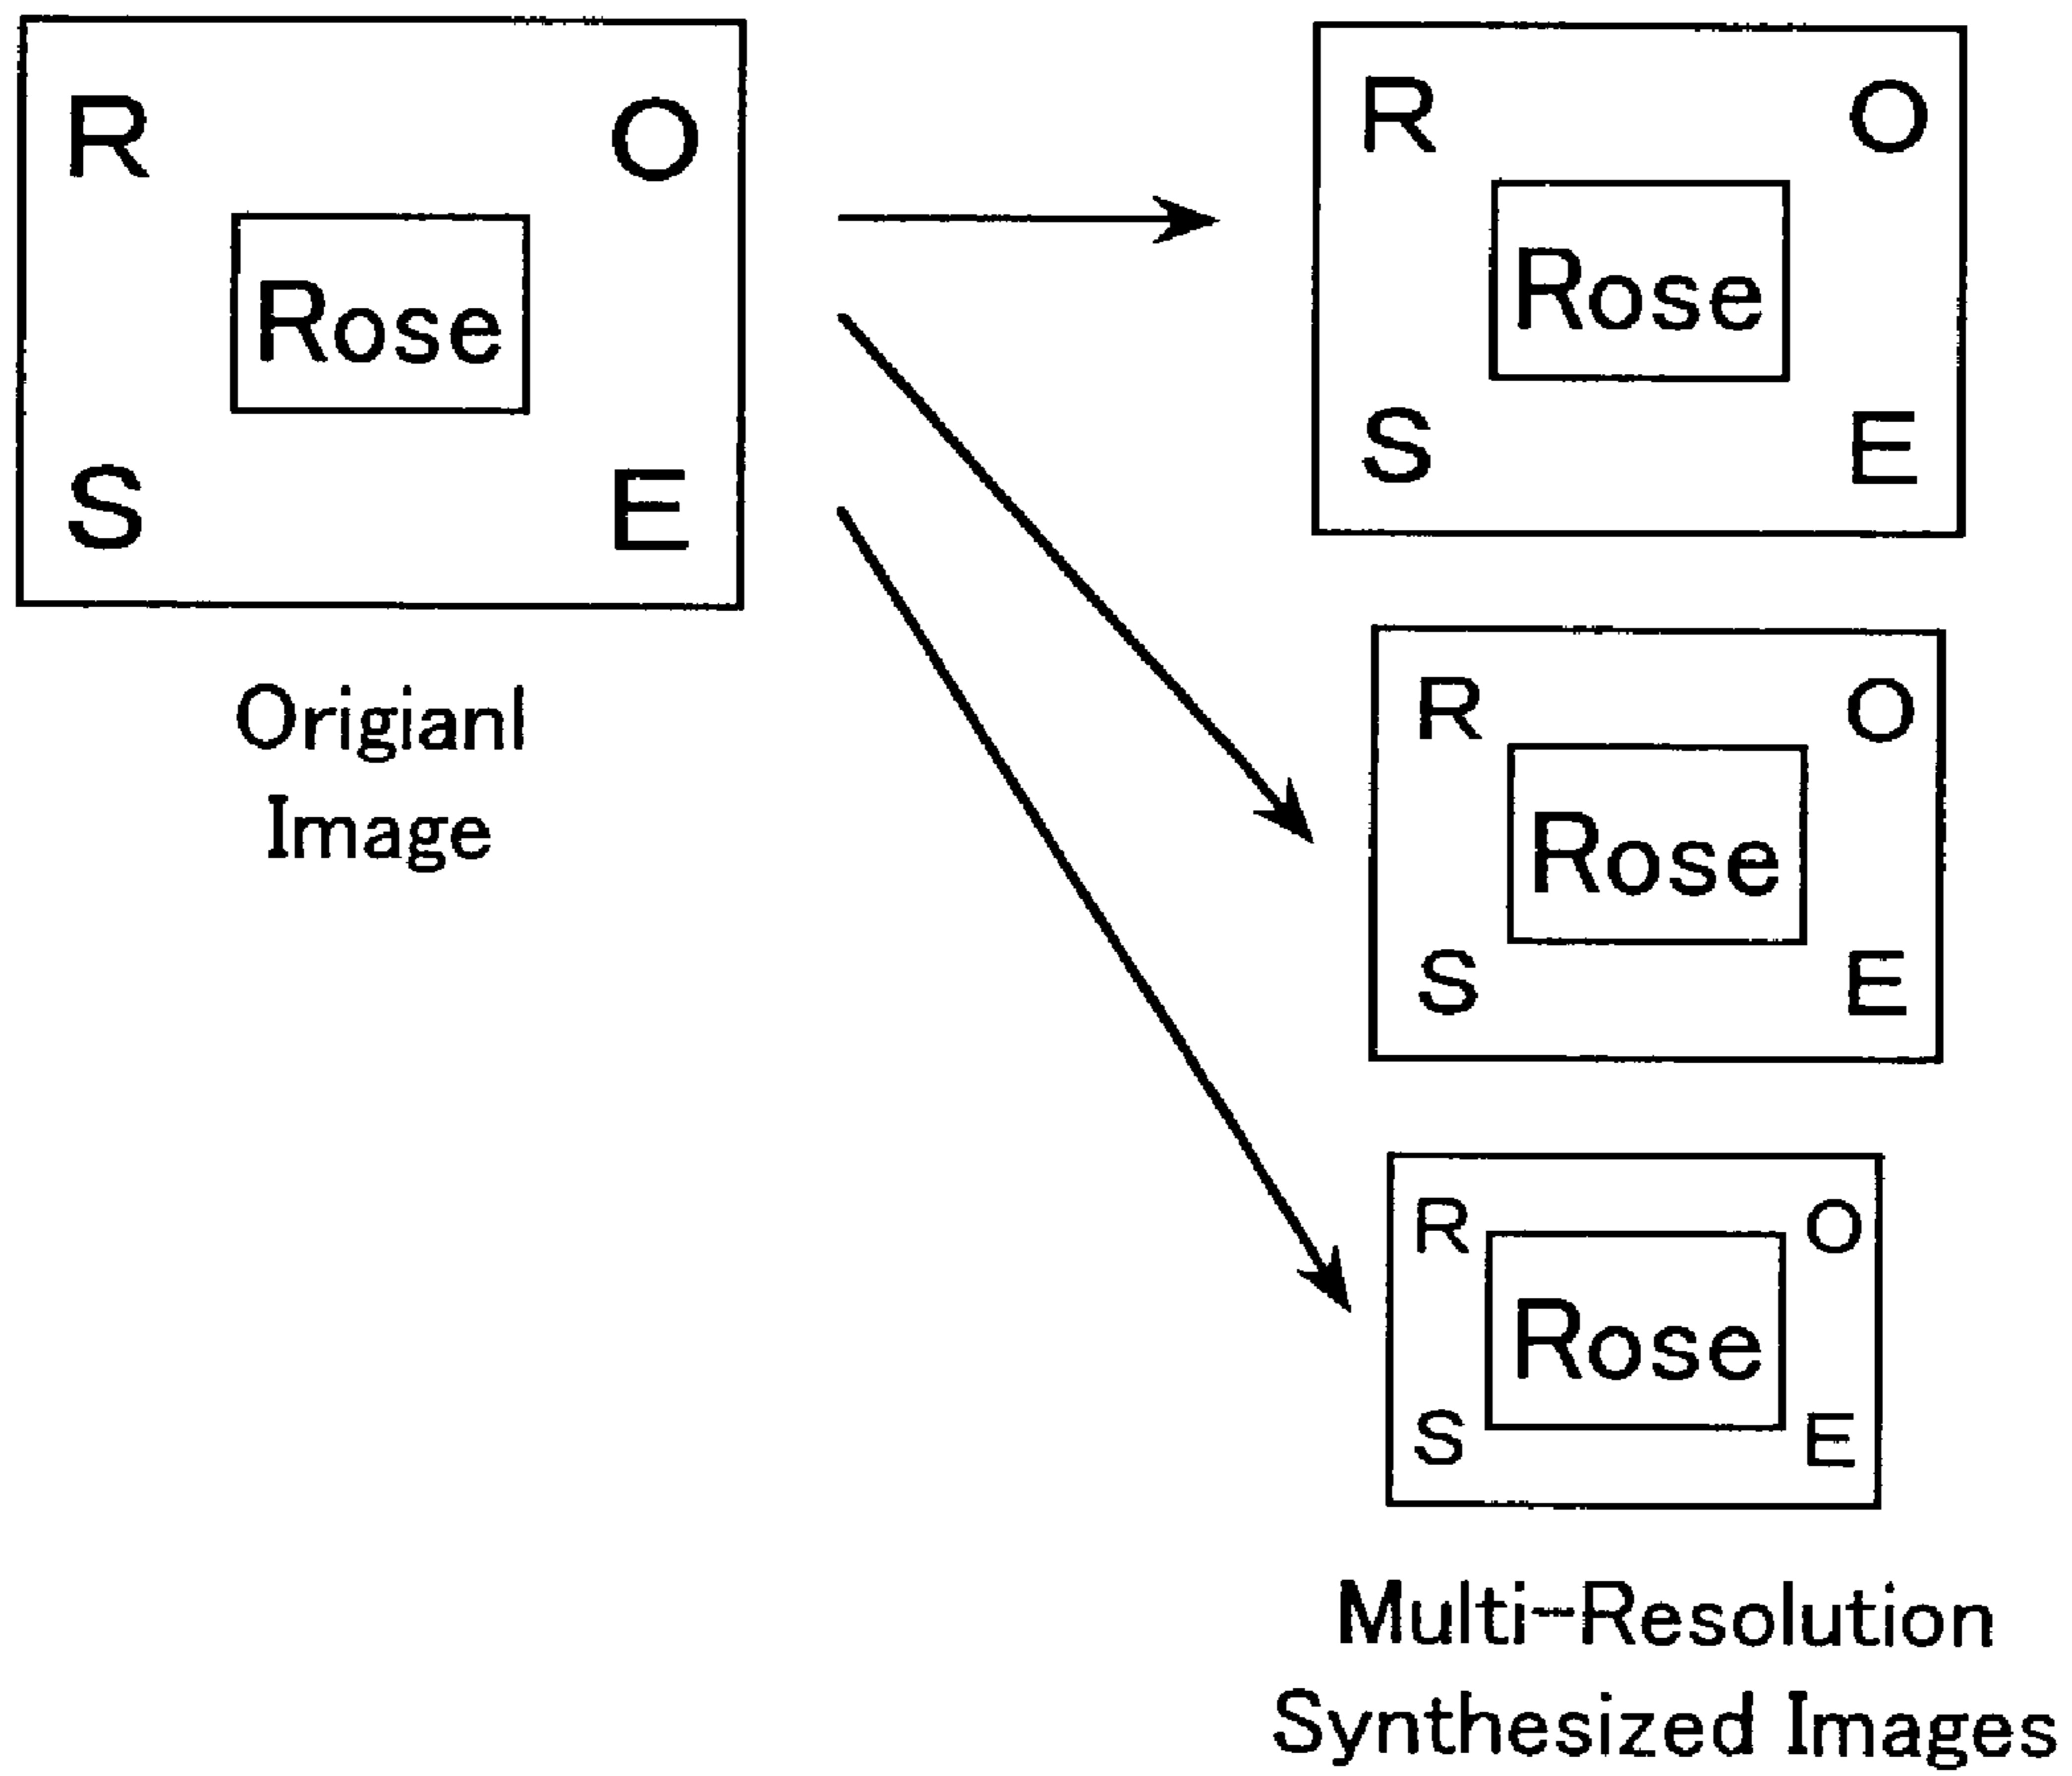 R O
Rose
S E
Origianl
Image
R O
Rose
S E
R O
Rose
S E
R O
Rose
S E
Multi-Resolution
Synthesized Images